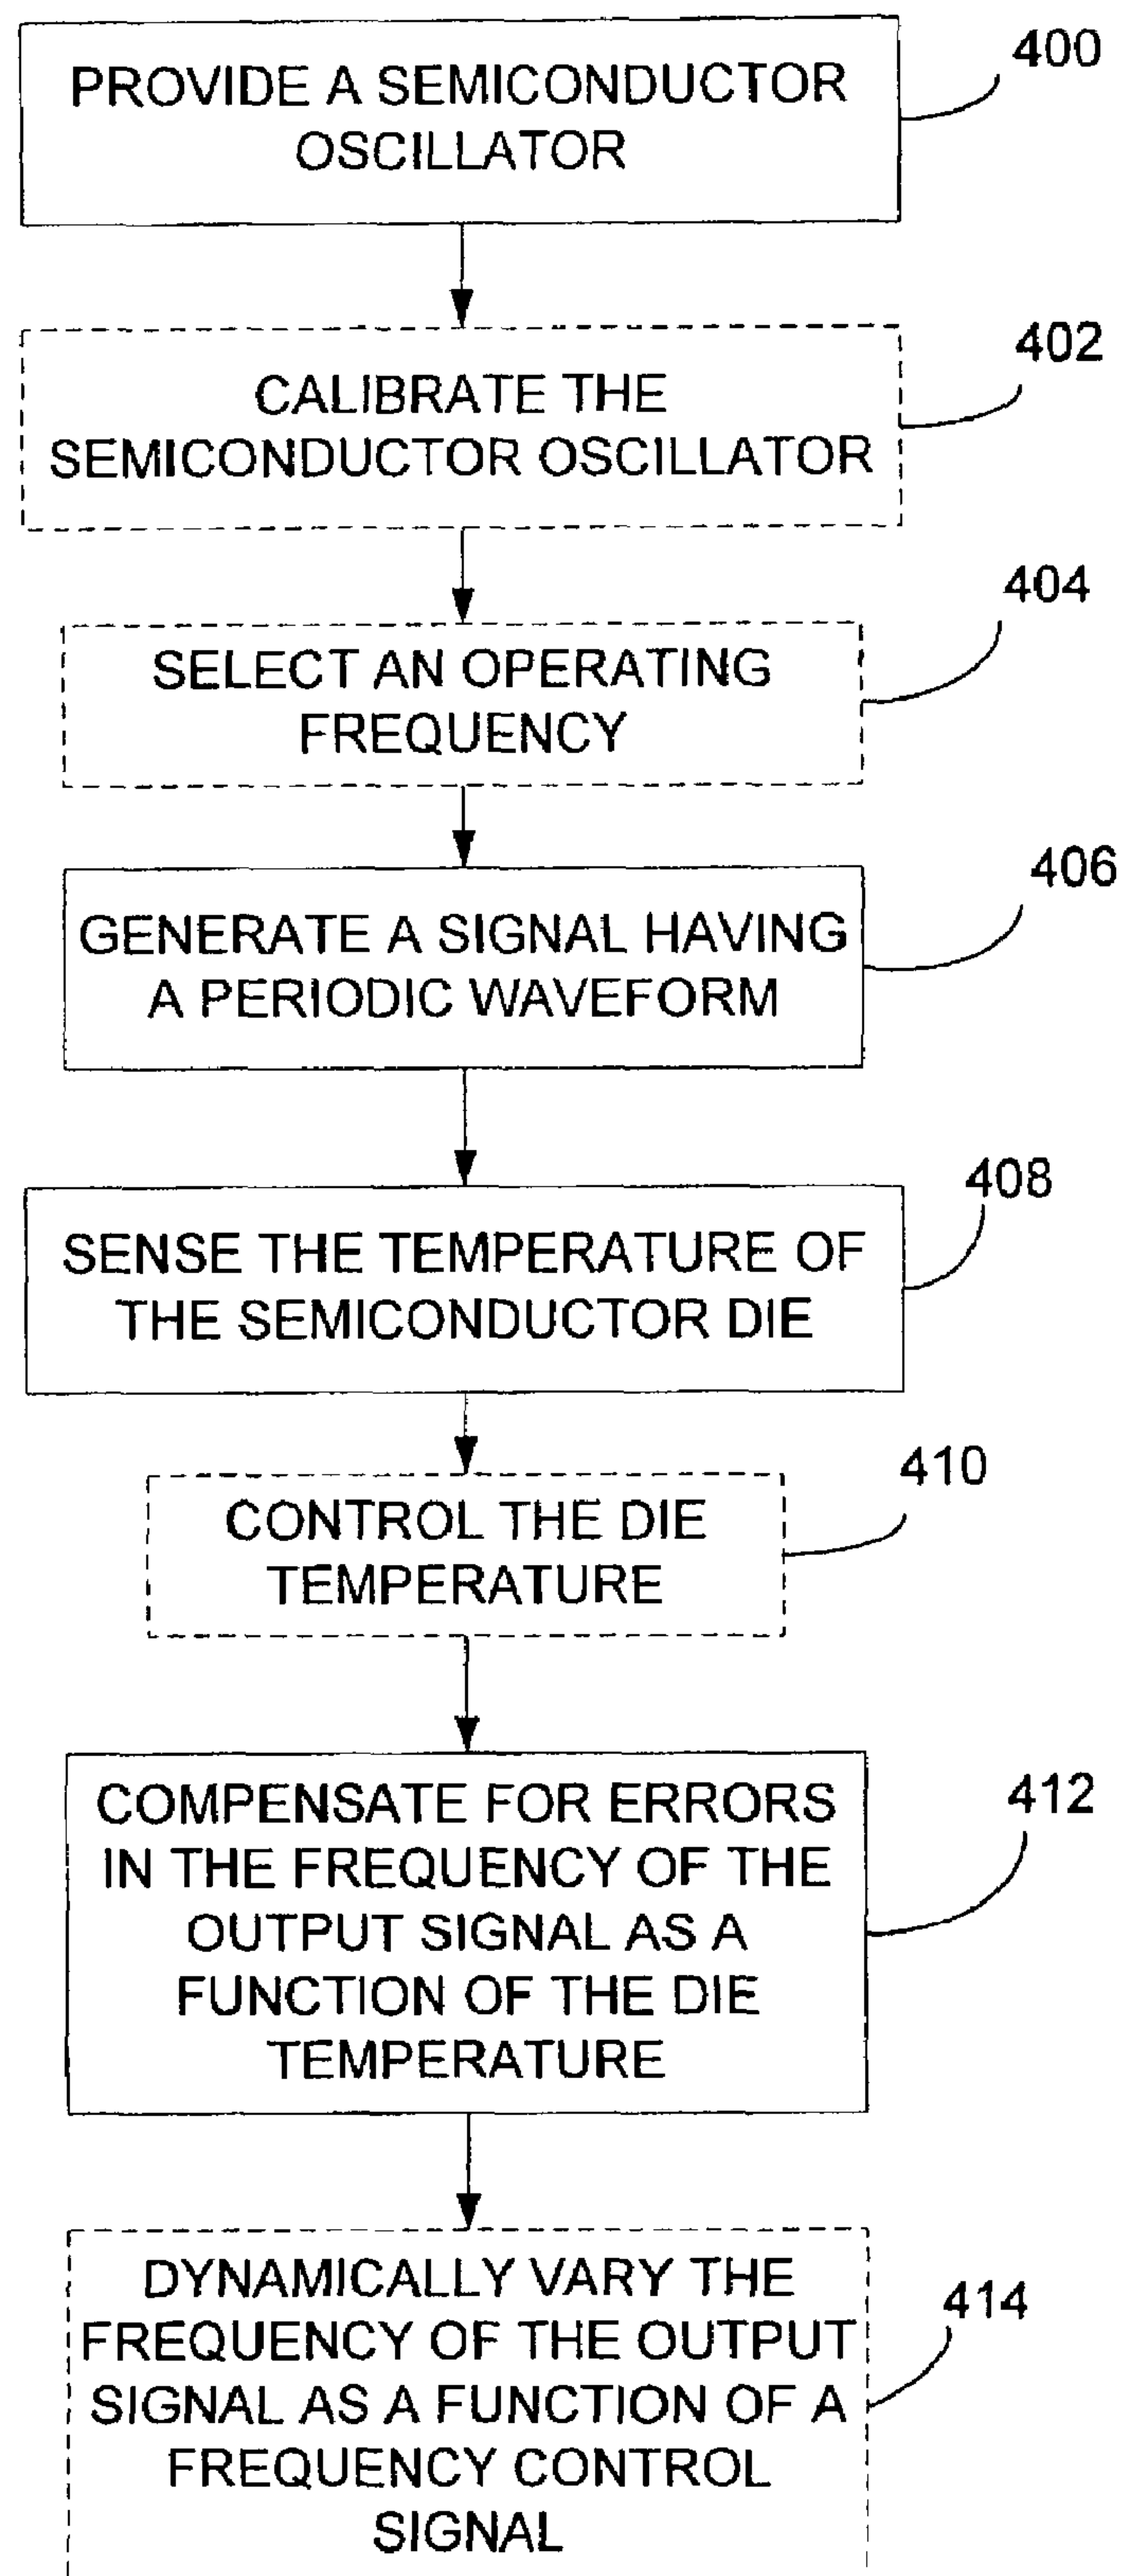 PROVIDE A SEMICONDUCTOR
OSCILLATOR
400
CALIBRATE THE
SEMICONDUCTOR OSCILLATOR
402
SELECT AN OPERATING
FREQUENCY
404
GENERATE A SIGNAL HAVING
A PERIODIC WAVEFORM
406
SENSE THE TEMPERATURE OF
THE SEMICONDUCTOR DIE
408
CONTROL THE DIE
TEMPERATURE
410
COMPENSATE FOR ERRORS
IN THE FREQUENCY OF THE
OUTPUT SIGNAL AS A
FUNCTION OF THE DIE
TEMPERATURE
412
DYNAMICALLY VARY THE
FREQUENCY OF THE OUTPUT
SIGNAL AS A FUNCTION OF A
FREQUENCY CONTROL
SIGNAL
414